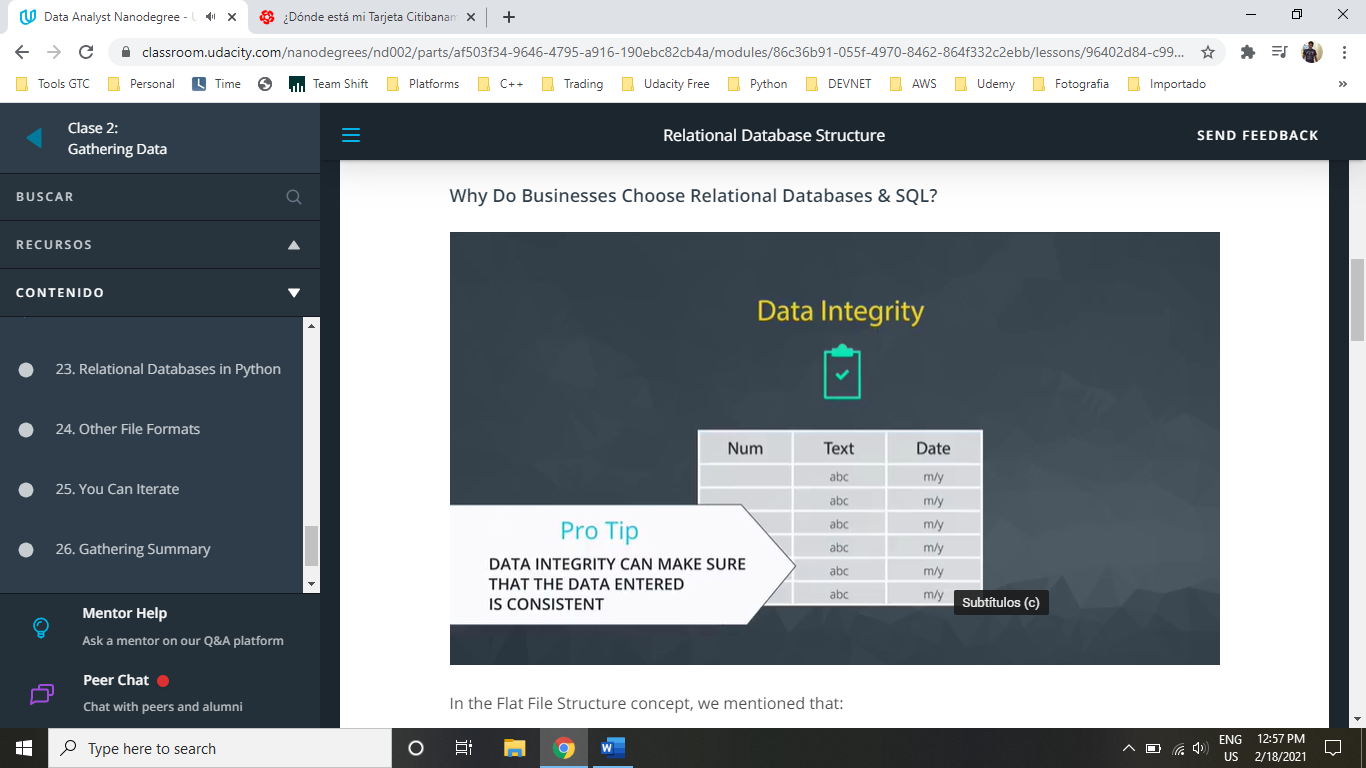 Data Analyst Nanodegree - U
¿Dónde está mi Tarjeta Citibanam
classroom.udacity.com/nanodegrees/nd002/parts/af503f34-9646-4795-a916-190ebc82cb4a/modules/86c36b91-055f-4970-8462-864f332c2ebb/lessons/96402d84-c99...
Tools GTC Personal Time Team Shift Platforms C++ Trading Udacity Free Python DEVNET AWS Udemy Fotografia Importado »
Clase 2:
Gathering Data
Relational Database Structure
SEND FEEDBACK
BUSCAR
RECURSOS
CONTENIDO
23. Relational Databases in Python
24. Other File Formats
25. You Can Iterate
26. Gathering Summary
Mentor Help
Ask a mentor on our Q&A platform
Peer Chat
Chat with peers and alumni
Why Do Businesses Choose Relational Databases & SQL?
Data Integrity
Num Text Date
abc m/y
abc m/y
abc m/y
abc m/y
abc m/y
abc m/y
Pro Tip
DATA INTEGRITY CAN MAKE SURE
THAT THE DATA ENTERED
IS CONSISTENT
Subtítulos (c)
In the Flat File Structure concept, we mentioned that:
Type here to search
W
ENG
US
12:57 PM
2/18/2021